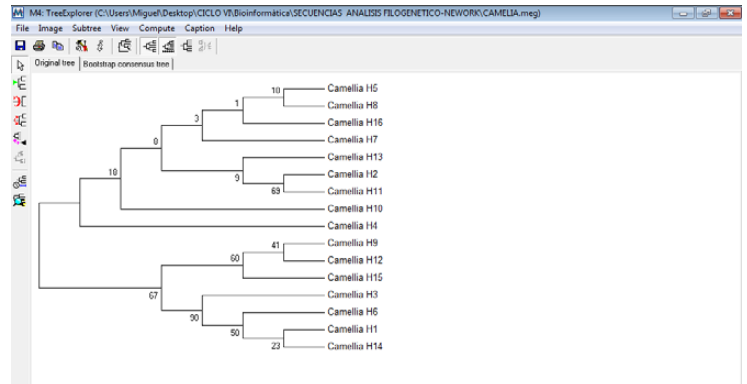 M4: TreeExplorer (C:\Users\Miguel\Desktop\CICLO VI\Bioinformática\SECUENCIAS ANALISIS FILOGENETICO-NEWORK\CAMELIA.meg)
File Image Subtree View Compute Caption Help
Original tree Bootstrap consensus tree
10 Camellia H5
1 Camellia H8
3 Camellia H16
0 Camellia H7
Camellia H13
10 9 Camellia H2
69 Camellia H11
Camellia H10
Camellia H4
41 Camellia H9
60 Camellia H12
Camellia H15
67 Camellia H3
90 Camellia H6
50 Camellia H1
23 Camellia H14